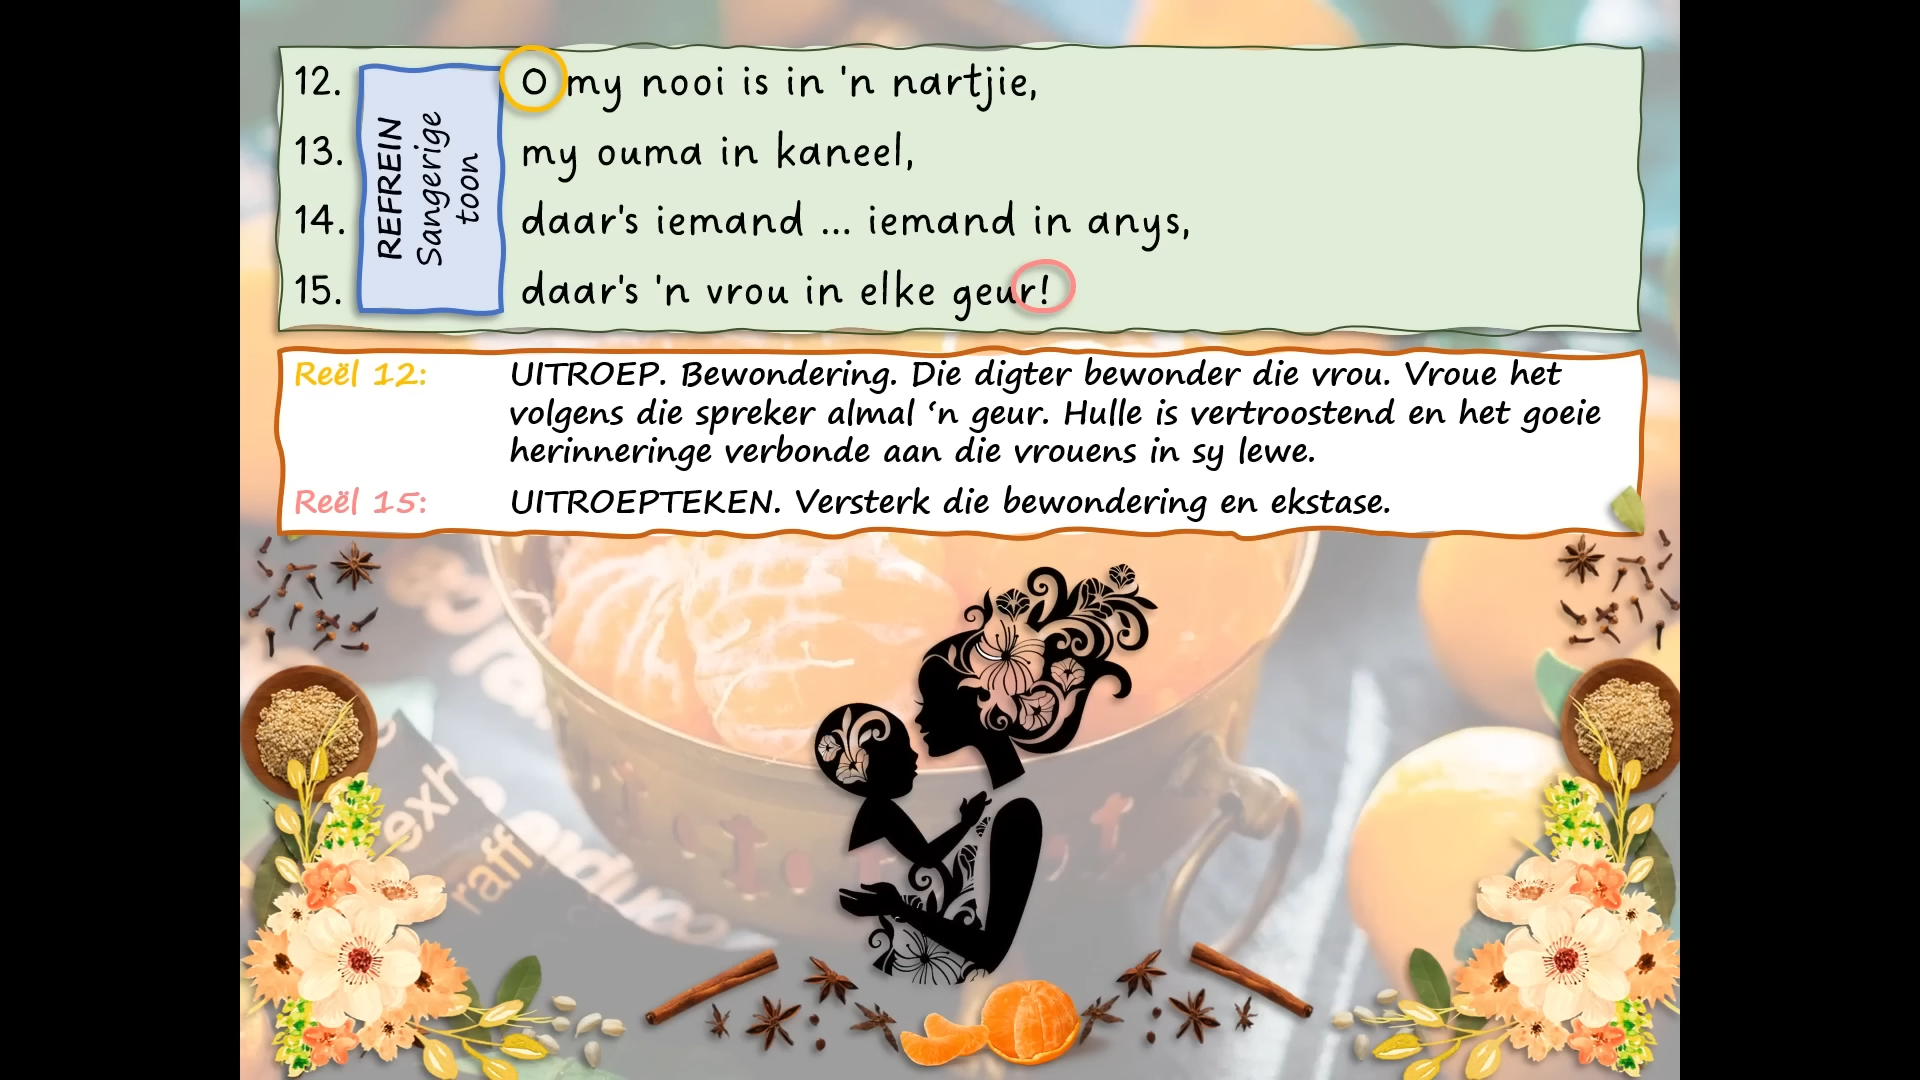 12. O my nooi is in 'n nartjie,
13. my ouma in kaneel,
14. daar's iemand ... iemand in anys,
15. daar's 'n vrou in elke geur!
REFREIN
Sangerige
toon
Reël 12: UITROEP. Bewondering. Die digter bewonder die vrou. Vroue het
volgens die spreker almal ‘n geur. Hulle is vertroostend en het goeie
herinneringe verbonde aan die vrouens in sy lewe.
Reël 15: UITROEPTEKEN. Versterk die bewondering en ekstase.